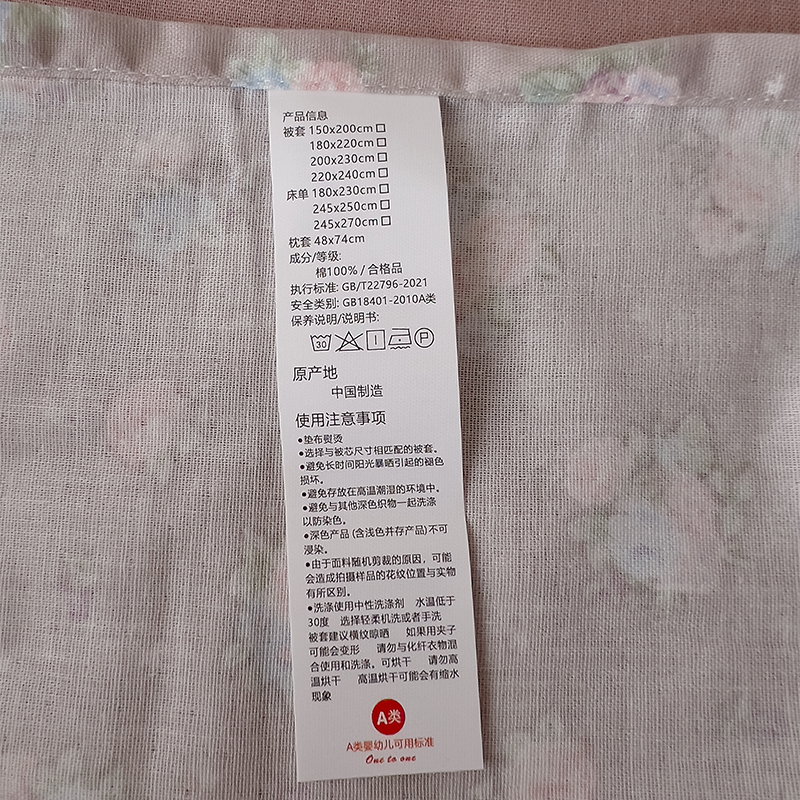 产品信息
被套 150x200cm□
180x220cm□
200x230cm□
220x240cm□
床单 180x230cm□
245x250cm□
245x270cm□
枕套 48x74cm
成分/等级:
棉100% / 合格品
执行标准: GB/T22796-2021
安全类别: GB18401-2010A类
保养说明/说明书:
30 P
原产地
中国制造
使用注意事项
•垫布熨烫
•选择与被芯尺寸相匹配的被套。
•避免长时间阳光暴晒引起的褪色
损坏。
•避免存放在高温潮湿的环境中。
•避免与其他深色织物一起洗涤
以防染色。
•深色产品 (含浅色并存产品)不可
浸染。
•由于面料随机剪裁的原因，可能
会造成拍摄样品的花纹位置与实物
有所区别。
•洗涤使用中性洗涤剂 水温低于
30度 选择轻柔机洗或者手洗
被套建议横纹晾晒 如果用夹子
可能会变形 请勿与化纤衣物混
合使用和洗涤。可烘干 请勿高
温烘干 高温烘干可能会有缩水
现象
A类
A类婴幼儿可用标准
One to one